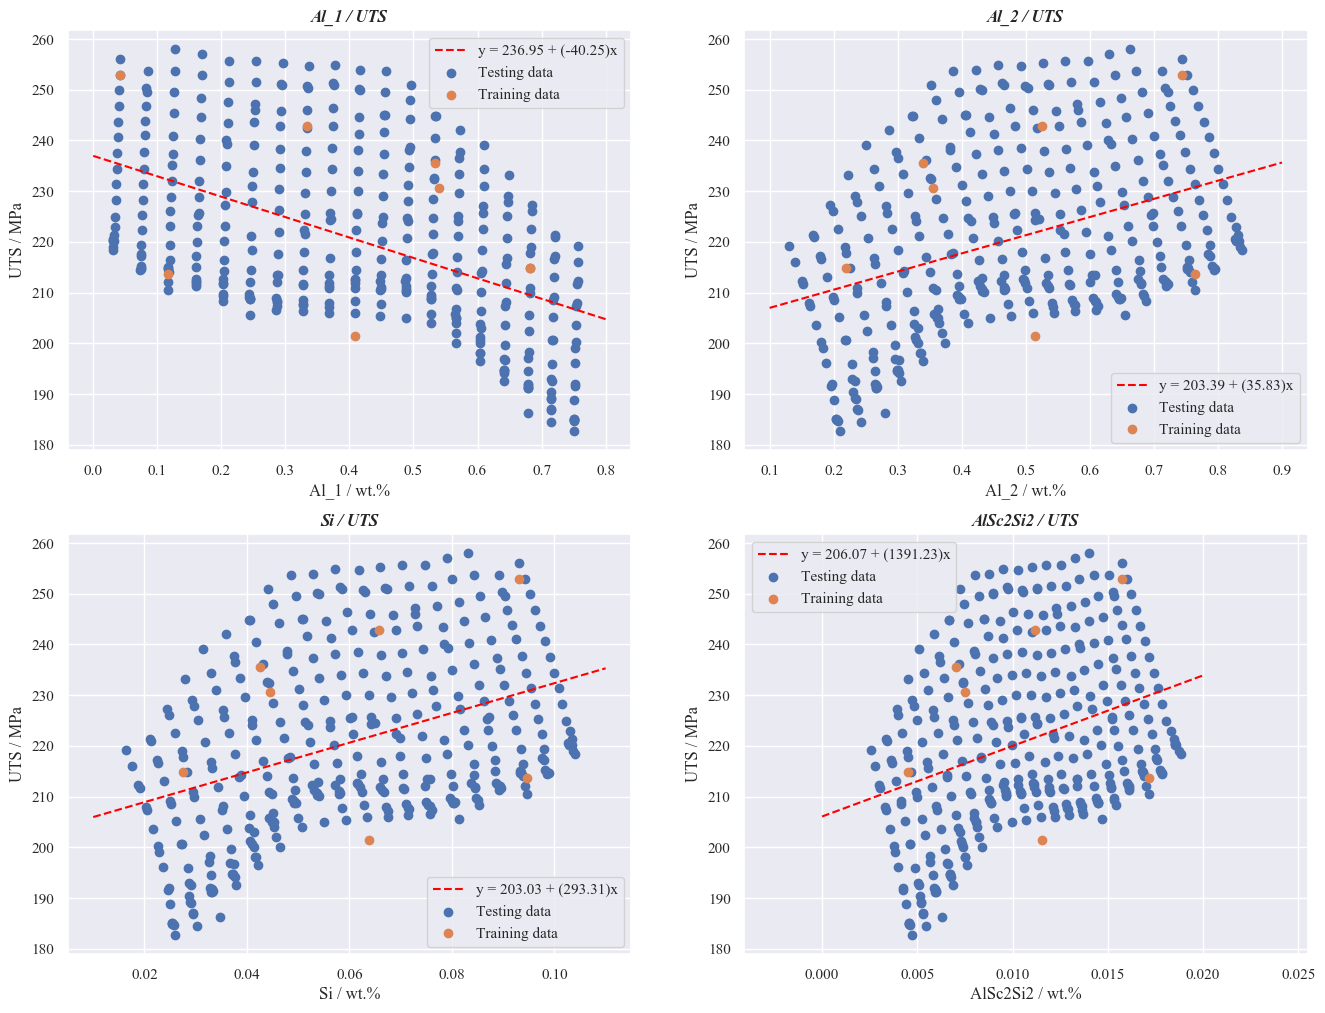 Al_1 / UTS
260
250
240
230
220
210
200
190
180
UTS / MPa
y = 236.95 + (-40.25)x
Testing data
Training data
0.0 0.1 0.2 0.3 0.4 0.5 0.6 0.7 0.8
Al_1 / wt.%
Al_2 / UTS
260
250
240
230
220
210
200
190
180
UTS / MPa
y = 203.39 + (35.83)x
Testing data
Training data
0.1 0.2 0.3 0.4 0.5 0.6 0.7 0.8 0.9
Al_2 / wt.%
Si / UTS
260
250
240
230
220
210
200
190
180
UTS / MPa
y = 203.03 + (293.31)x
Testing data
Training data
0.02 0.04 0.06 0.08 0.10
Si / wt.%
AlSc2Si2 / UTS
260
250
240
230
220
210
200
190
180
UTS / MPa
y = 206.07 + (1391.23)x
Testing data
Training data
0.000 0.005 0.010 0.015 0.020 0.025
AlSc2Si2 / wt.%